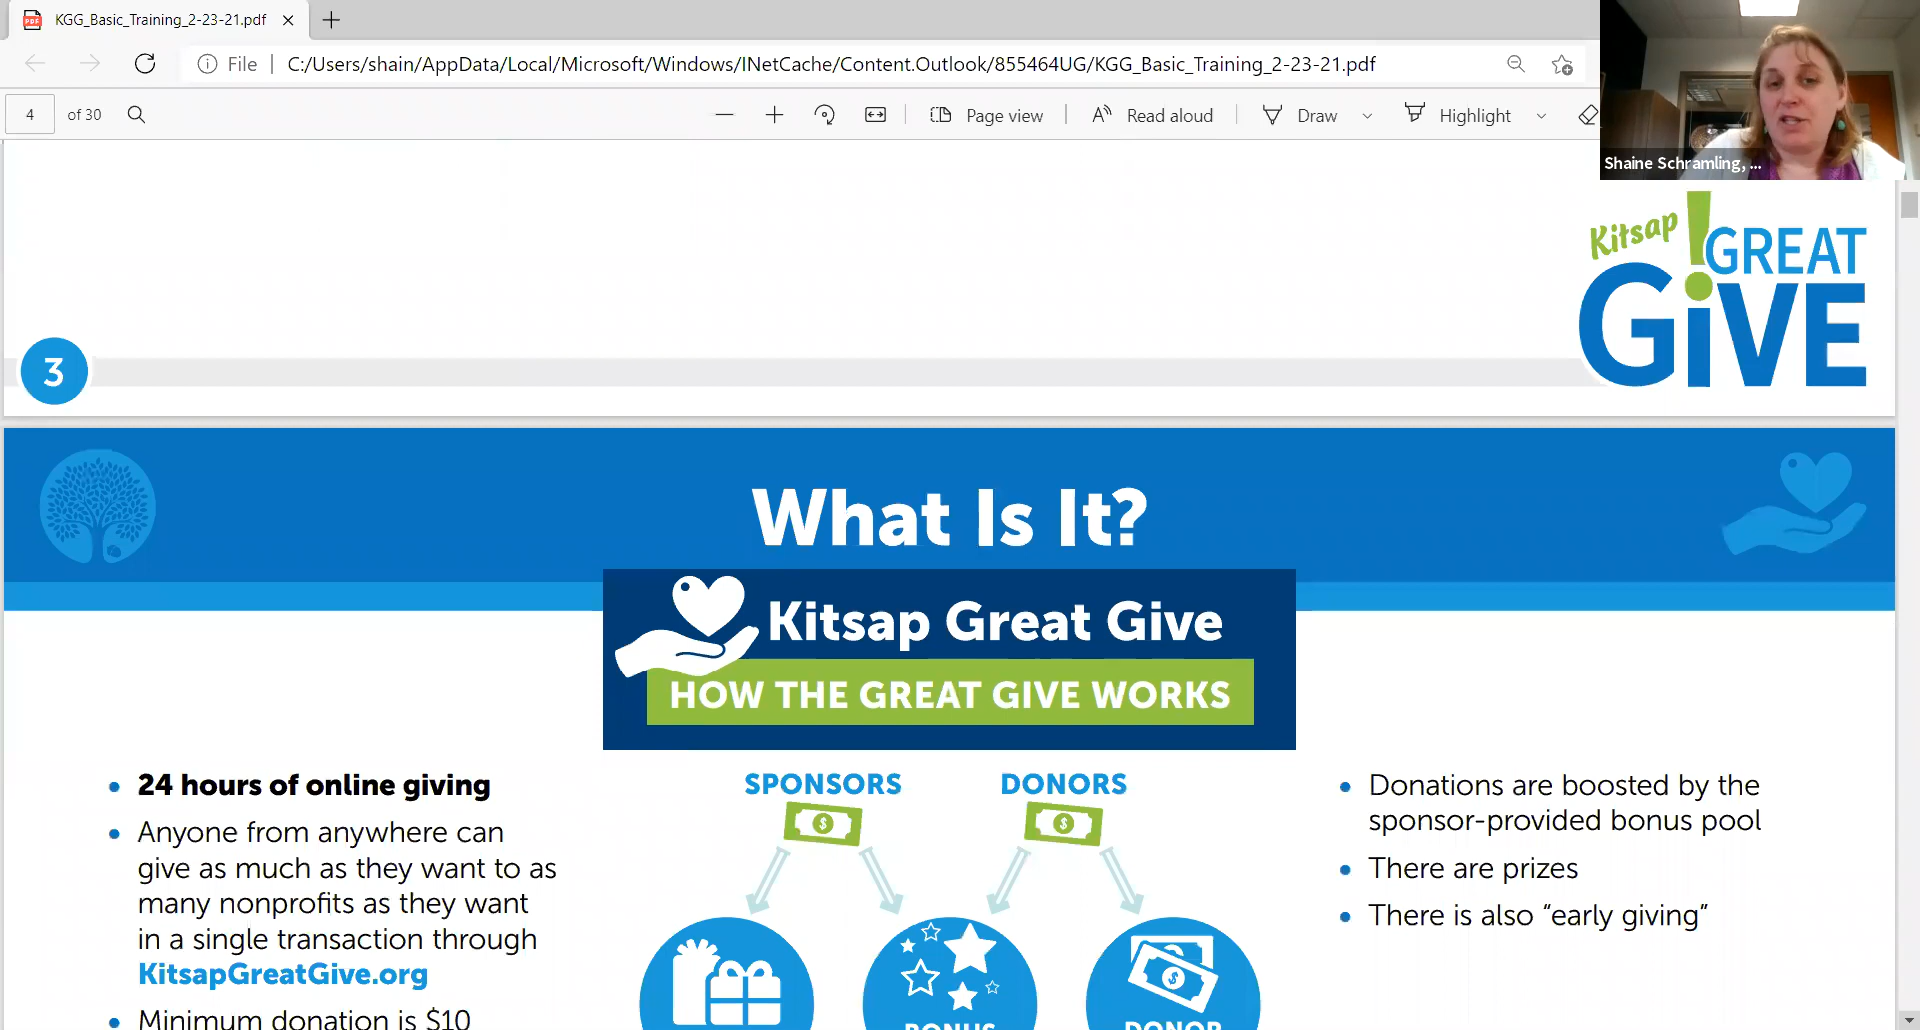 KGG_Basic_Training_2-23-21.pdf
File
C:/Users/shain/AppData/Local/Microsoft/Windows/INetCache/Content.Outlook/855464UG/KGG_Basic_Training_2-23-21.pdf
4 of 30
Page view
Read aloud
Draw
Highlight
Shaine Schramling, ...
Kitsap
GREAT
GiVE
3
What Is It?
Kitsap Great Give
HOW THE GREAT GIVE WORKS
• 24 hours of online giving
• Anyone from anywhere can
give as much as they want to as
many nonprofits as they want
in a single transaction through
KitsapGreatGive.org
• Minimum donation is $10
SPONSORS
DONORS
BONUS
DONOR
• Donations are boosted by the
sponsor-provided bonus pool
• There are prizes
• There is also “early giving”